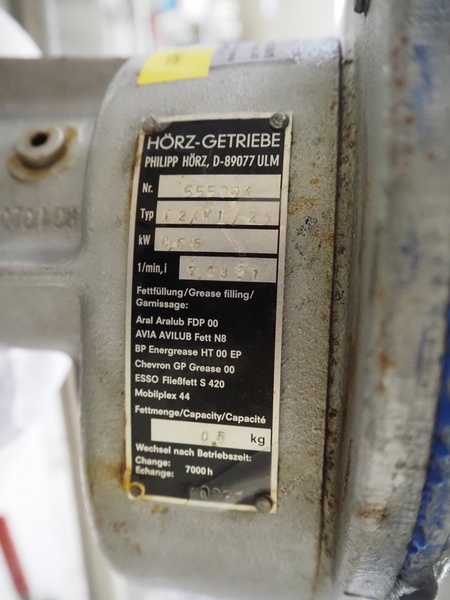 HÖRZ-GETRIEBE
PHILIPP HÖRZ, D-89077 ULM
Nr.
Typ
kW
1/min,i
Fettfüllung/Grease filling/
Garnissage:
Aral Aralub FDP 00
AVIA AVILUB Fett N8
BP Energrease HT 00 EP
Chevron GP Grease 00
ESSO Fließfett S 420
Mobilplex 44
Fettmenge/Capacity/Capacité
kg
Wechsel nach Betriebszeit:
Change: 7000h
Echange: